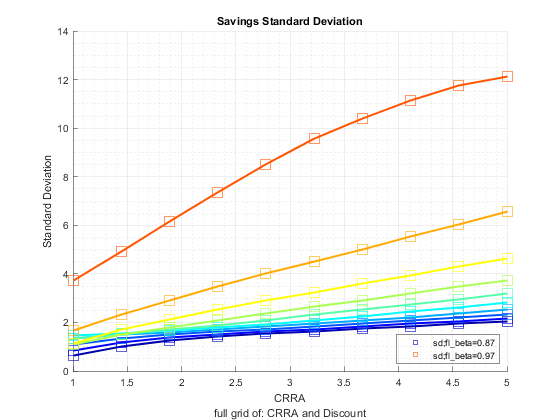 Savings Standard Deviation
14
12
10
8
6
4
2
0
Standard Deviation
1
1.5
2
2.5
3
3.5
4
4.5
5
sd;fl_beta=0.87
sd;fl_beta=0.97
CRRA
full grid of: CRRA and Discount